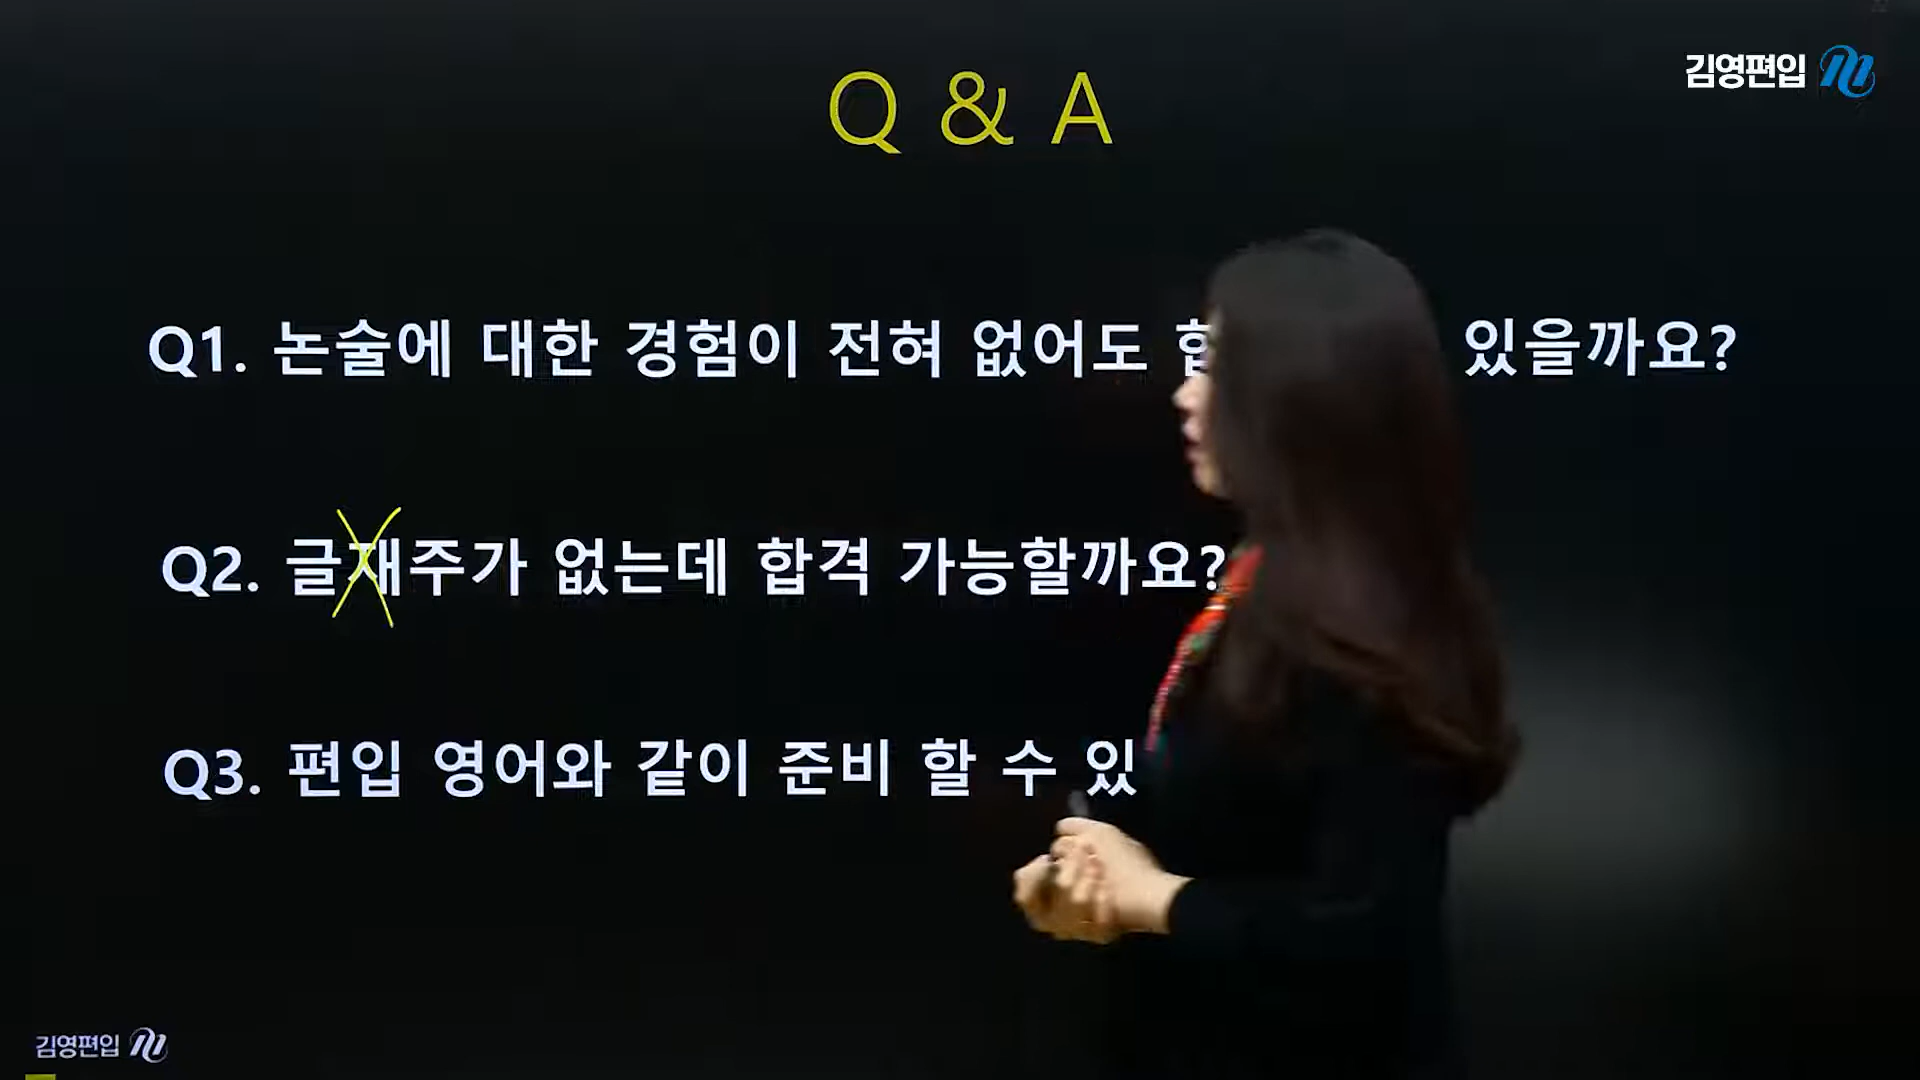 김영편입
Q & A
Q1. 논술에 대한 경험이 전혀 없어도 있을까요?
Q2. 글재주가 없는데 합격 가능할까요?
Q3. 편입 영어와 같이 준비 할 수 있
김영편입